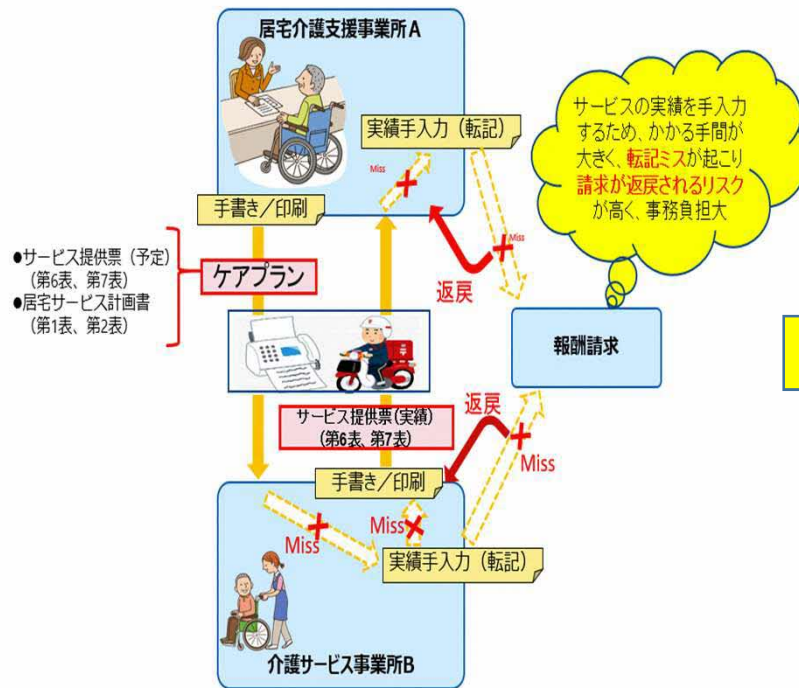 居宅介護支援事業所A
実績手入力（転記）
Miss
手書き／印刷
Miss
返戻
●サービス提供票（予定）
（第6表、第7表）
●居宅サービス計画書
（第1表、第2表）
ケアプラン
サービスの実績を手入力
するため、かかる手間が
大きく、転記ミスが起こり
請求が返戻されるリスク
が高く、事務負担大
報酬請求
サービス提供票(実績)
(第6表、第7表)
返戻
Miss
手書き／印刷
Miss
Miss
実績手入力（転記）
介護サービス事業所B